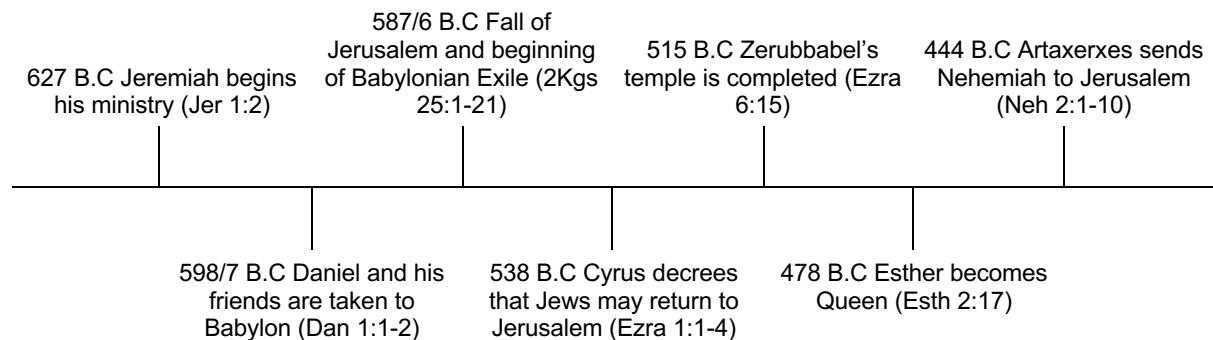 627 B.C Jeremiah begins
his ministry (Jer 1:2)
598/7 B.C Daniel and his
friends are taken to
Babylon (Dan 1:1-2)
587/6 B.C Fall of
Jerusalem and beginning
of Babylonian Exile (2Kgs
25:1-21)
538 B.C Cyrus decrees
that Jews may return to
Jerusalem (Ezra 1:1-4)
515 B.C Zerubbabel’s
temple is completed (Ezra
6:15)
478 B.C Esther becomes
Queen (Esth 2:17)
444 B.C Artaxerxes sends
Nehemiah to Jerusalem
(Neh 2:1-10)